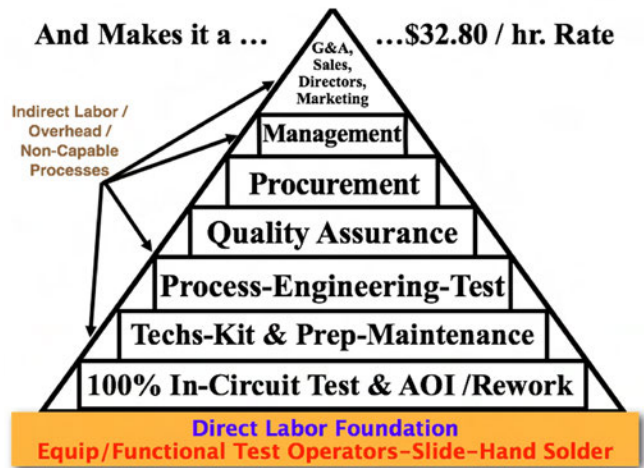 And Makes it a ...
...$32.80 / hr. Rate
G&A,
Sales,
Directors,
Marketing
Indirect Labor /
Overhead /
Non-Capable
Processes
Management
Procurement
Quality Assurance
Process-Engineering-Test
Techs-Kit & Prep-Maintenance
100% In-Circuit Test & AOI /Rework
Direct Labor Foundation
Equip/Functional Test Operators-Slide-Hand Solder